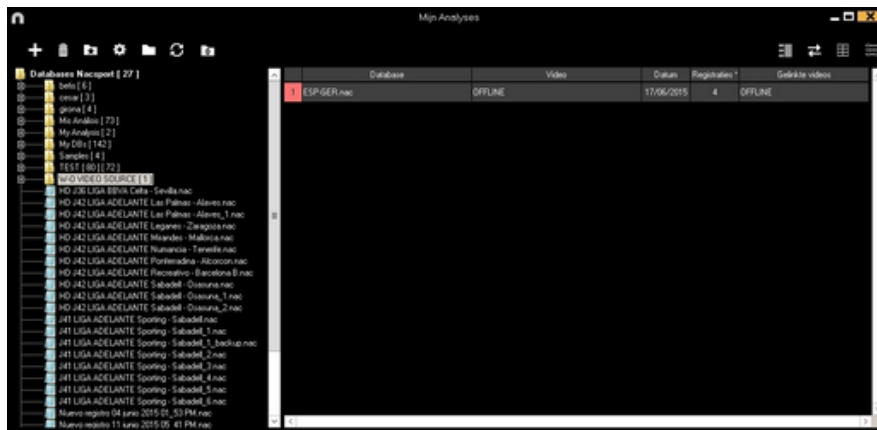 Mijn Analyses
Databases Nacsport [ 27 ]
bets [ 6 ]
cesar [ 3 ]
girona [ 4 ]
Mis Análisis [ 73 ]
My Analysis [ 2 ]
My DBs [ 142 ]
Samples [ 4 ]
TEST [ 80 ] [ 72 ]
W-O VIDEO SOURCE [ 1 ]
HD J36 LIGA BBVA Celta - Sevilla.nac
HD J42 LIGA ADELANTE Las Palmas - Alaves.nac
HD J42 LIGA ADELANTE Las Palmas - Alaves_1.nac
HD J42 LIGA ADELANTE Leganes - Zaragoza.nac
HD J42 LIGA ADELANTE Mirandes - Mallorca.nac
HD J42 LIGA ADELANTE Numancia - Tenerife.nac
HD J42 LIGA ADELANTE Ponferradina - Alcorcon.nac
HD J42 LIGA ADELANTE Recreativo - Barcelona B.nac
HD J42 LIGA ADELANTE Sabadell - Osasuna.nac
HD J42 LIGA ADELANTE Sabadell - Osasuna_1.nac
HD J42 LIGA ADELANTE Sabadell - Osasuna_2.nac
J41 LIGA ADELANTE Sporting - Sabadell.nac
J41 LIGA ADELANTE Sporting - Sabadell_1.nac
J41 LIGA ADELANTE Sporting - Sabadell_1_backup.nac
J41 LIGA ADELANTE Sporting - Sabadell_2.nac
J41 LIGA ADELANTE Sporting - Sabadell_3.nac
J41 LIGA ADELANTE Sporting - Sabadell_4.nac
J41 LIGA ADELANTE Sporting - Sabadell_5.nac
J41 LIGA ADELANTE Sporting - Sabadell_6.nac
Nuevo registro 04 junio 2015 01_53 PM.nac
Nuevo registro 11 junio 2015 05_41 PM.nac
Database Video Datum Registraties Gelinkte videos
1 ESP-GER.nac OFFLINE 17/06/2015 4 OFFLINE